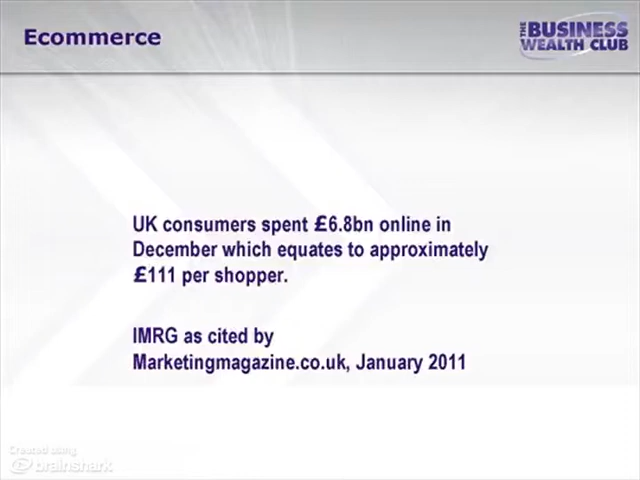 Ecommerce
THE BUSINESS
WEALTH CLUB
UK consumers spent £6.8bn online in
December which equates to approximately
£111 per shopper.
IMRG as cited by
Marketingmagazine.co.uk, January 2011
Created using
brainshark